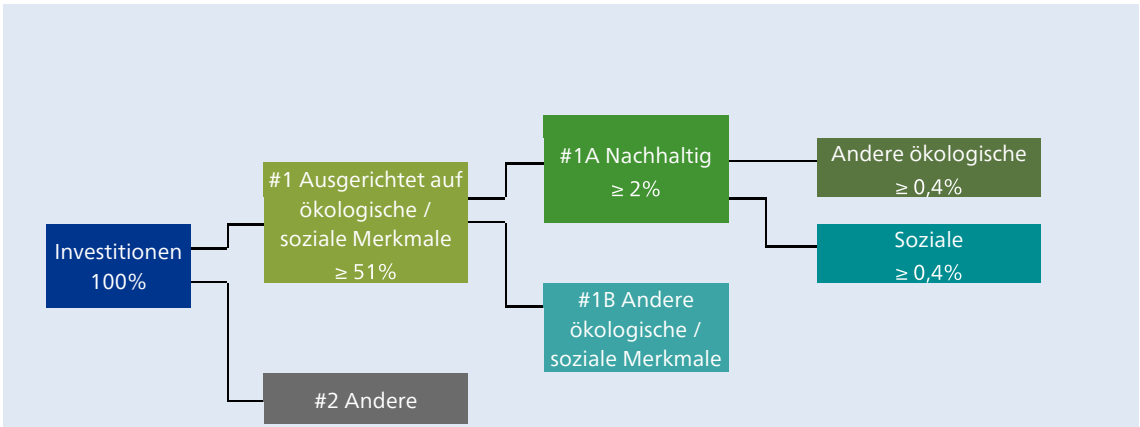 Investitionen
100%
#1 Ausgerichtet auf
ökologische /
soziale Merkmale
≥ 51%
#2 Andere
#1A Nachhaltig
≥ 2%
#1B Andere
ökologische /
soziale Merkmale
Andere ökologische
≥ 0,4%
Soziale
≥ 0,4%